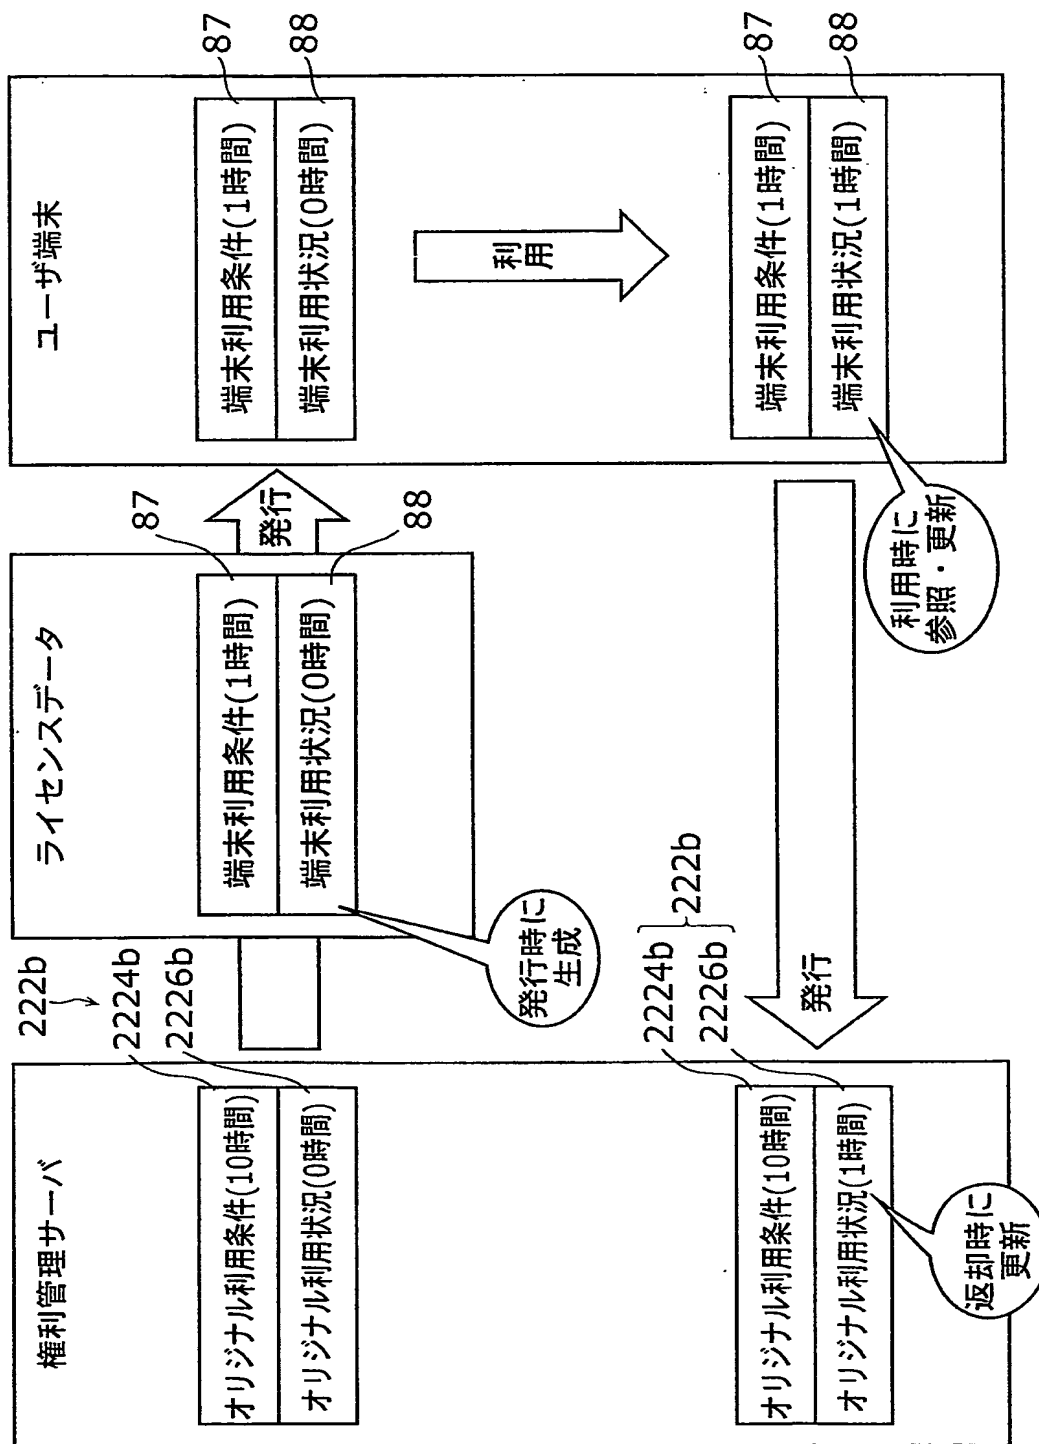 権利管理サーバ
オリジナル利用条件(10時間)
オリジナル利用状況(0時間)
222b
2224b
2226b
ライセンスデータ
端末利用条件(1時間)
端末利用状況(0時間)
87
88
発行時に
生成
発行
ユーザ端末
端末利用条件(1時間)
端末利用状況(0時間)
87
88
利用
端末利用条件(1時間)
端末利用状況(1時間)
87
88
利用時に
参照・更新
発行
オリジナル利用条件(10時間)
オリジナル利用状況(1時間)
2224b
2226b
222b
返却時に
更新